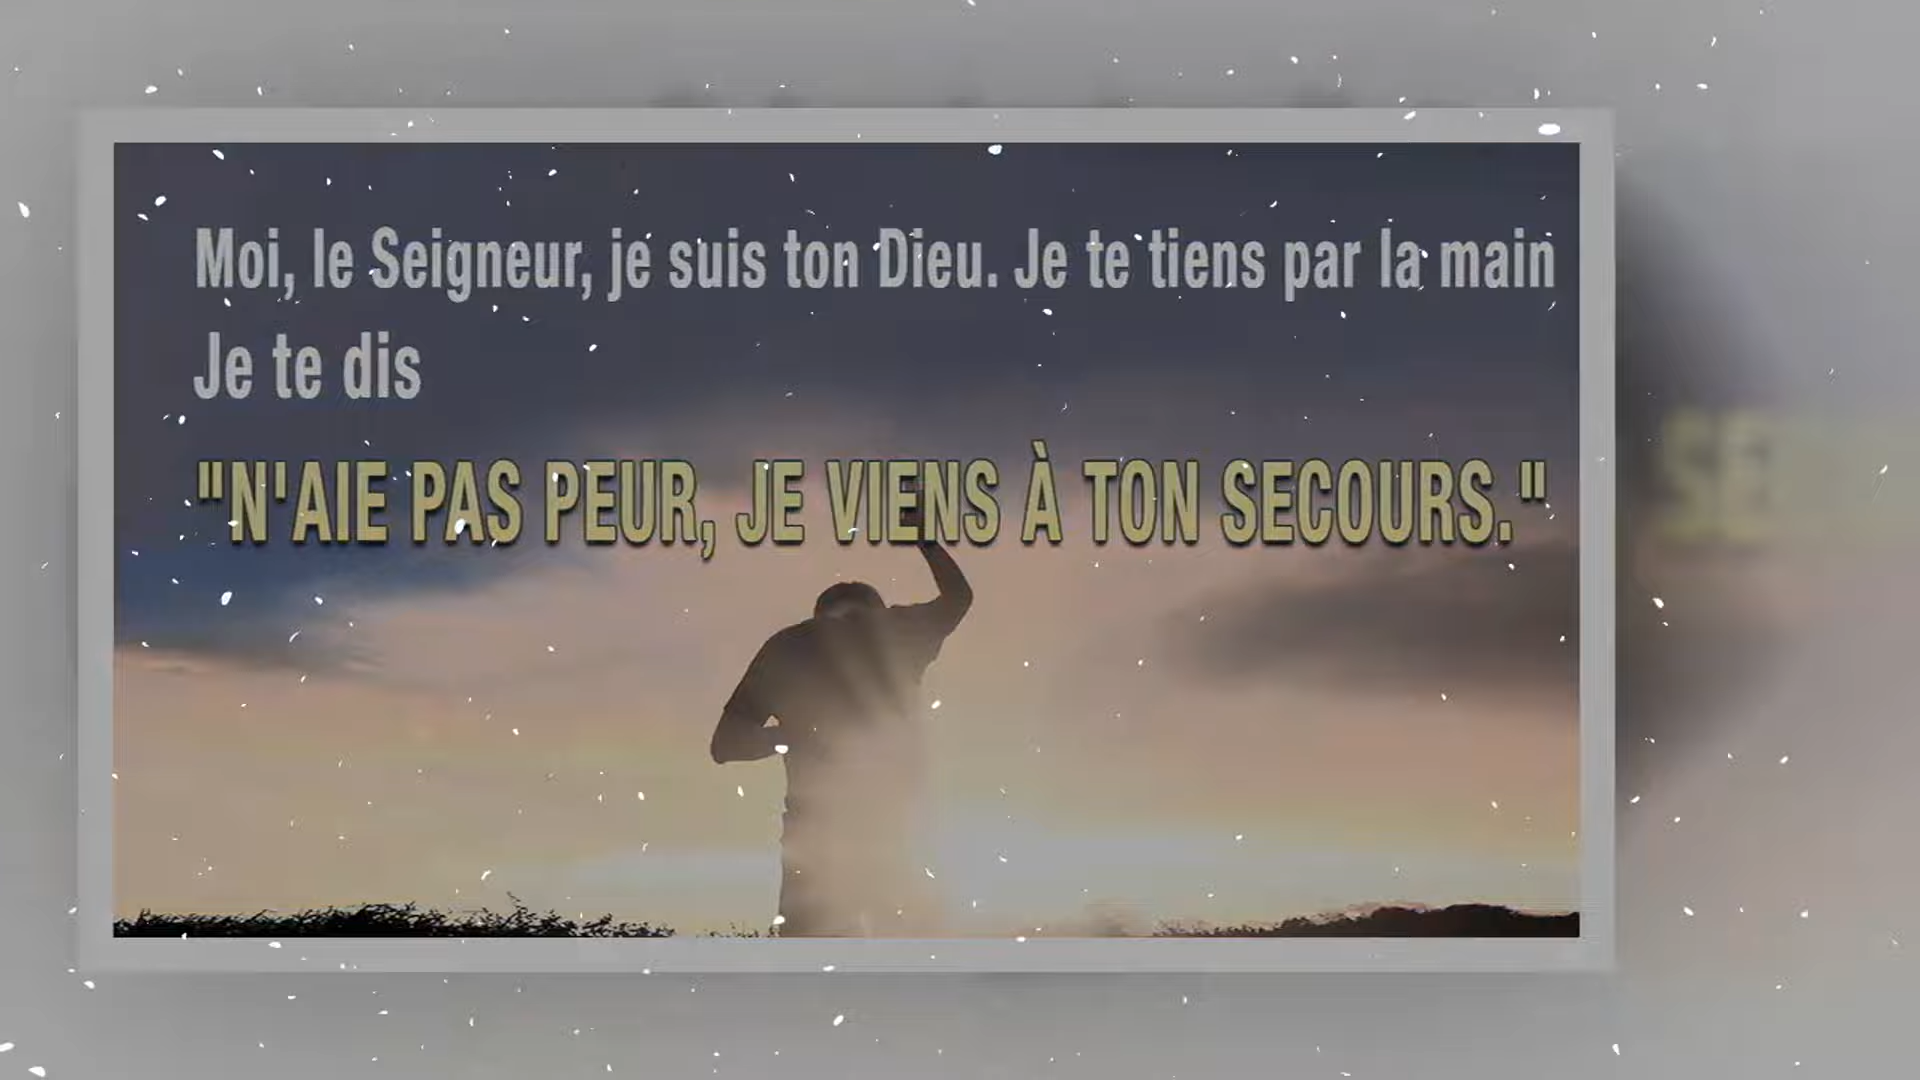 Moi, le Seigneur, je suis ton Dieu. Je te tiens par la main
Je te dis
"N'AIE PAS PEUR, JE VIENS À TON SECOURS."